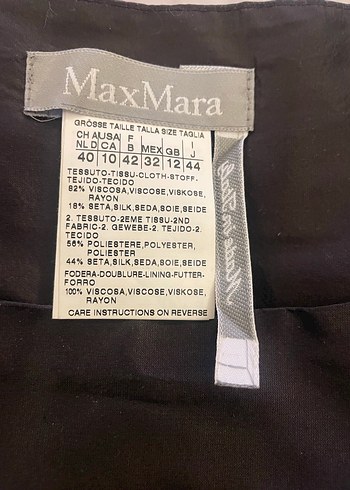 MaxMara
GRÖSSE TAILLE TALLA SIZE TAGLIA
CH A USA F I
NL D CA B MEX GB J
40 10 42 32 12 44
TESSUTO-TISSU-CLOTH-STOFF-
TEJIDO-TECIDO
82% VISCOSA,VISCOSE,VISKOSE,
RAYON
18% SETA,SILK,SEDA,SOIE,SEIDE
2. TESSUTO-2EME TISSU-2ND
FABRIC-2. GEWEBE-2. TEJIDO-2.
TECIDO
56% POLIESTERE,POLYESTER,
POLIESTER
44% SETA,SILK,SEDA,SOIE,SEIDE
FODERA-DOUBLURE-LINING-FUTTER-
FORRO
100% VISCOSA,VISCOSE,VISKOSE,
RAYON
CARE INSTRUCTIONS ON REVERSE